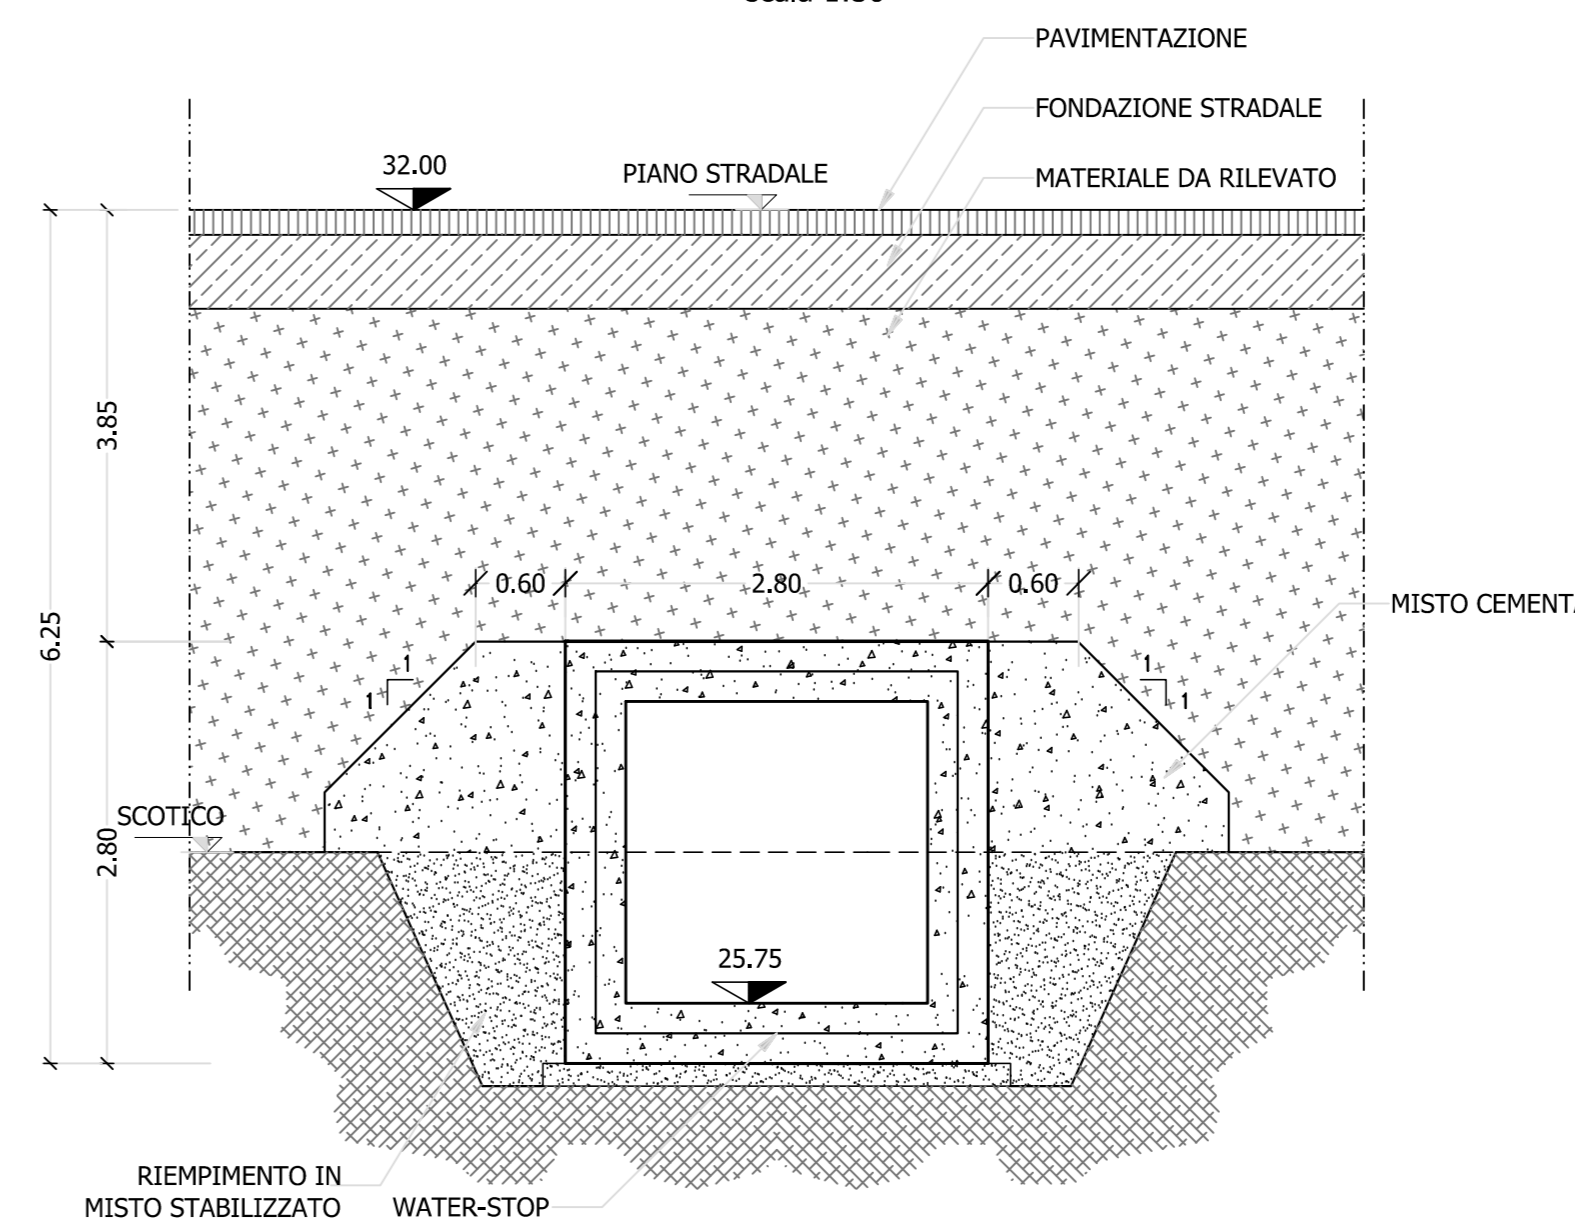 PAVIMENTAZIONE
FONDAZIONE STRADALE
32.00
PIANO STRADALE
MATERIALE DA RILEVATO
3.85
0.60
2.80
0.60
MISTO CEMENTA
6.25
1
1
1
1
SCOTICO
2.80
25.75
RIEMPIMENTO IN
MISTO STABILIZZATO
WATER-STOP